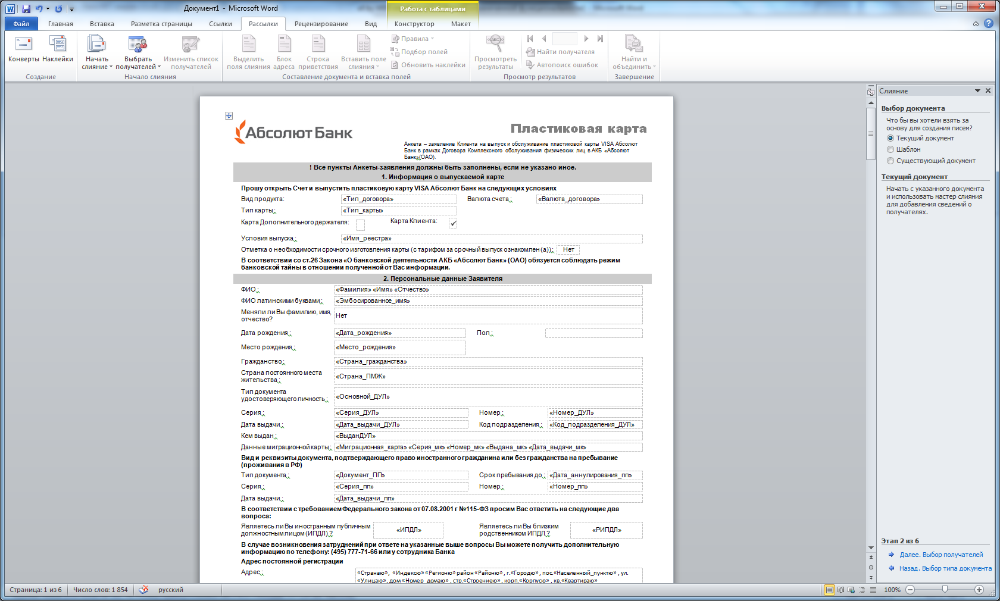 Документ1 - Microsoft Word
Работа с таблицами
Файл Главная Вставка Разметка страницы Ссылки Рассылки Рецензирование Вид Конструктор Макет
Конверты Наклейки
Создание
Начать слияние
Выбрать получателей
Изменить список получателей
Начало слияния
Выделить поля слияния
Блок адреса
Строка приветствия
Вставить поле слияния
Правила
Подбор полей
Обновить наклейки
Составление документа и вставка полей
Просмотреть результаты
Найти получателя
Автопоиск ошибок
Просмотр результатов
Найти и объединить
Завершение
Абсолют Банк
Пластиковая карта
Анкета – заявление Клиента на выпуск и обслуживание пластиковой карты VISA Абсолют
Банк в рамках Договора Комплексного обслуживания физических лиц в АКБ «Абсолют
Банк»(ОАО).
! Все пункты Анкеты-заявления должны быть заполнены, если не указано иное.
1. Информация о выпускаемой карте
Прошу открыть Счет и выпустить пластиковую карту VISA Абсолют Банк на следующих условиях
Вид продукта: «Тип_договора» Валюта счета: «Валюта_договора»
Тип карты: «Тип_карты»
Карта Дополнительного держателя: Карта Клиента: ✓
Условия выпуска: «Имя_реестра»
Отметка о необходимости срочного изготовления карты (с тарифом за срочный выпуск ознакомлен (а)): Нет
В соответствии со ст.26 Закона «О банковской деятельности АКБ «Абсолют Банк» (ОАО) обязуется соблюдать режим
банковской тайны в отношении полученной от Вас информации.
2. Персональные данные Заявителя
ФИО: «Фамилия» «Имя» «Отчество»
ФИО латинскими буквами: «Эмбосированное_имя»
Меняли ли Вы фамилию, имя,
отчество? Нет
Дата рождения: «Дата_рождения» Пол:
Место рождения: «Место_рождения»
Гражданство: «Страна_гражданства»
Страна постоянного места
жительства: «Страна_ПМЖ»
Тип документа
удостоверяющего личность: «Основной_ДУЛ»
Серия: «Серия_ДУЛ» Номер: «Номер_ДУЛ»
Дата выдачи: «Дата_выдачи_ДУЛ» Код подразделения: «Код_подразделения_ДУЛ»
Кем выдан: «ВыданДУЛ»
Данные миграционной карты: «Миграционная_карта» «Серия_мк» «Номер_мк» «Выдана_мк» «Дата_выдачи_мк»
Вид и реквизиты документа, подтверждающего право иностранного гражданина или без гражданства на пребывание
(проживания в РФ)
Тип документа: «Документ_ПП» Срок пребывания до: «Дата_аннулирования_пп»
Серия: «Серия_пп» Номер: «Номер_пп»
Дата выдачи: «Дата_выдачи_пп»
В соответствии с требованием Федерального закона от 07.08.2001 г №115-ФЗ просим Вас ответить на следующие два
вопроса:
Являетесь ли Вы иностранным публичным
должностным лицом (ИПДЛ)? «ИПДЛ»
Являетесь ли Вы близким
родственником ИПДЛ? «РИПДЛ»
В случае возникновения затруднений при ответе на указанные выше вопросы Вы можете получить дополнительную
информацию по телефону: (495) 777-71-66 или у сотрудника Банка
Адрес постоянной регистрации
Адрес: «Странаю», «Индексю» «Регионю» район «Районю», г.«Городю», пос.«Населенный_пунктю», ул.
«Улицаю», дом «Номер_домаю», стр.«Строениею», корп.«Корпусю», кв.«Квартираю»
Слияние
Выбор документа
Что бы вы хотели взять за
основу для создания писем?
Текущий документ
Шаблон
Существующий документ
Текущий документ
Начать с указанного документа
и использовать мастер слияния
для добавления сведений о
получателях.
Этап 2 из 6
Далее. Выбор получателей
Назад. Выбор типа документа
Страница: 1 из 6 Число слов: 1 854 русский 100%